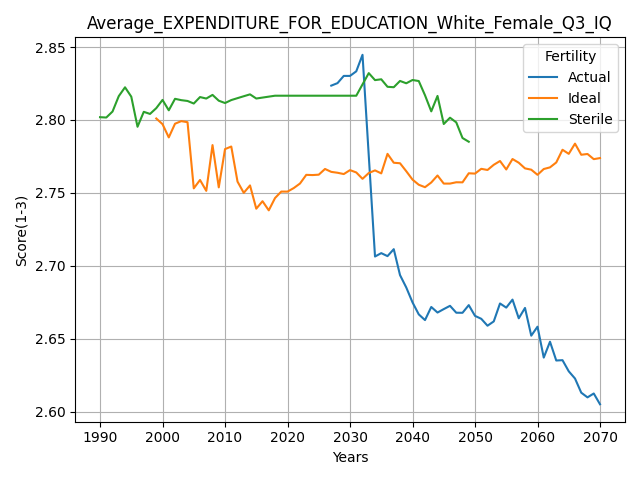 Average_EXPENDITURE_FOR_EDUCATION_White_Female_Q3_IQ
Fertility
Actual
Ideal
Sterile
Score(1-3)
2.85
2.80
2.75
2.70
2.65
2.60
1990 2000 2010 2020 2030 2040 2050 2060 2070
Years